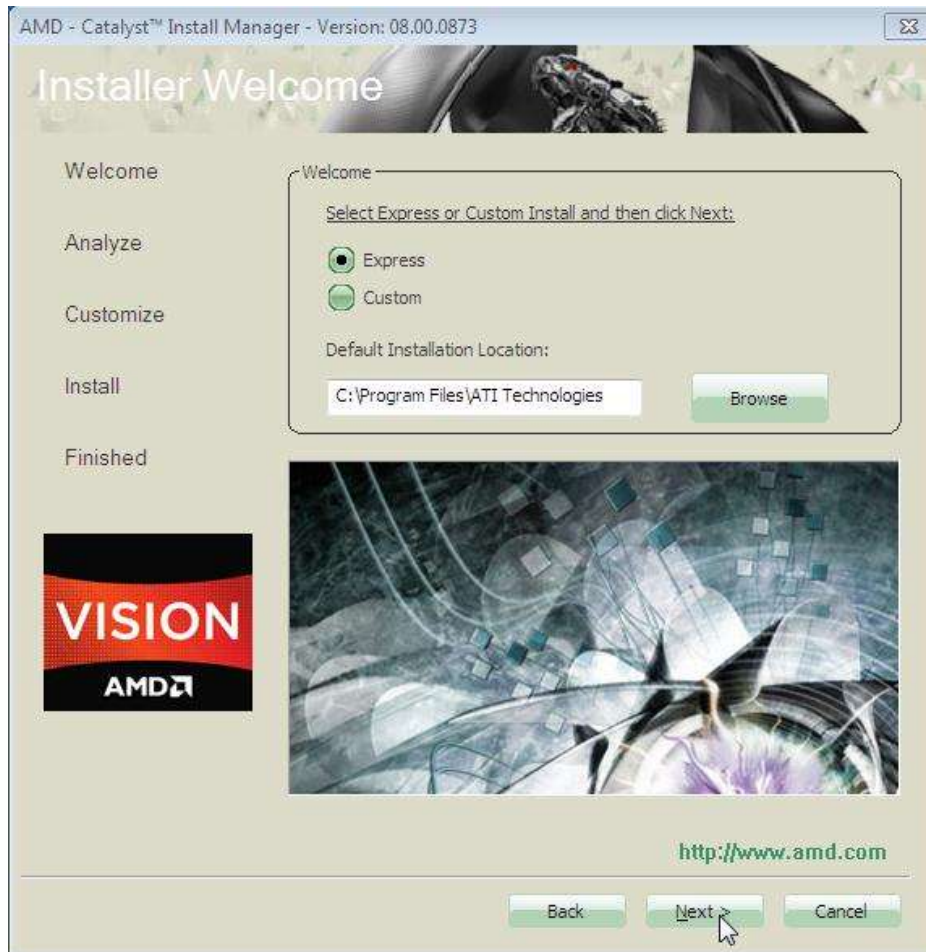 AMD - Catalyst™ Install Manager - Version: 08.00.0873
Installer Welcome
Welcome
Analyze
Customize
Install
Finished
Welcome
Select Express or Custom Install and then click Next:
Express
Custom
Default Installation Location:
C:\Program Files\ATI Technologies
Browse
VISION
AMD
http://www.amd.com
Back
Next >
Cancel